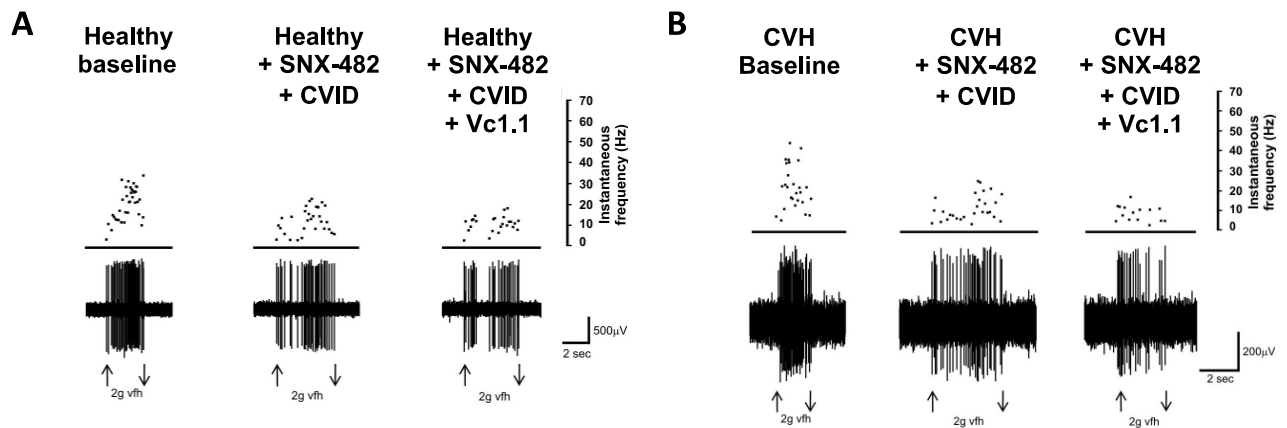 A
Healthy
baseline
Healthy
+ SNX-482
+ CVID
Healthy
+ SNX-482
+ CVID
+ Vc1.1
70
60
50
40
30
20
10
0
Instantaneous
frequency (Hz)
500µV
2 sec
2g vfh
2g vfh
2g vfh
B
CVH
Baseline
CVH
+ SNX-482
+ CVID
CVH
+ SNX-482
+ CVID
+ Vc1.1
70
60
50
40
30
20
10
0
Instantaneous
frequency (Hz)
200µV
2 sec
2g vfh
2g vfh
2g vfh